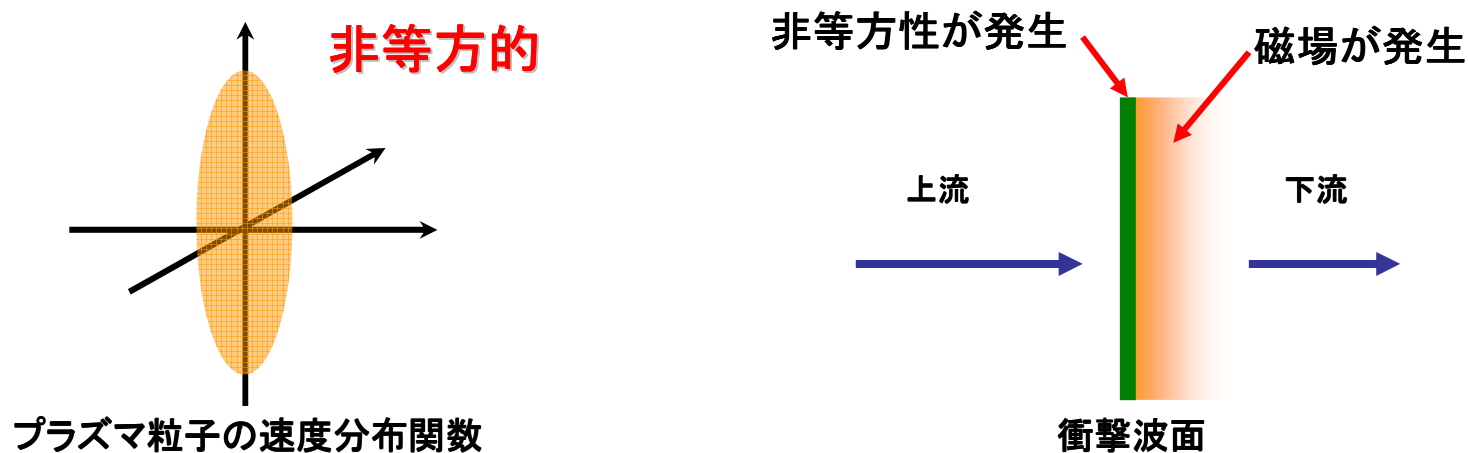 非等方的
プラズマ粒子の速度分布関数
非等方性が発生
磁場が発生
上流
下流
衝撃波面